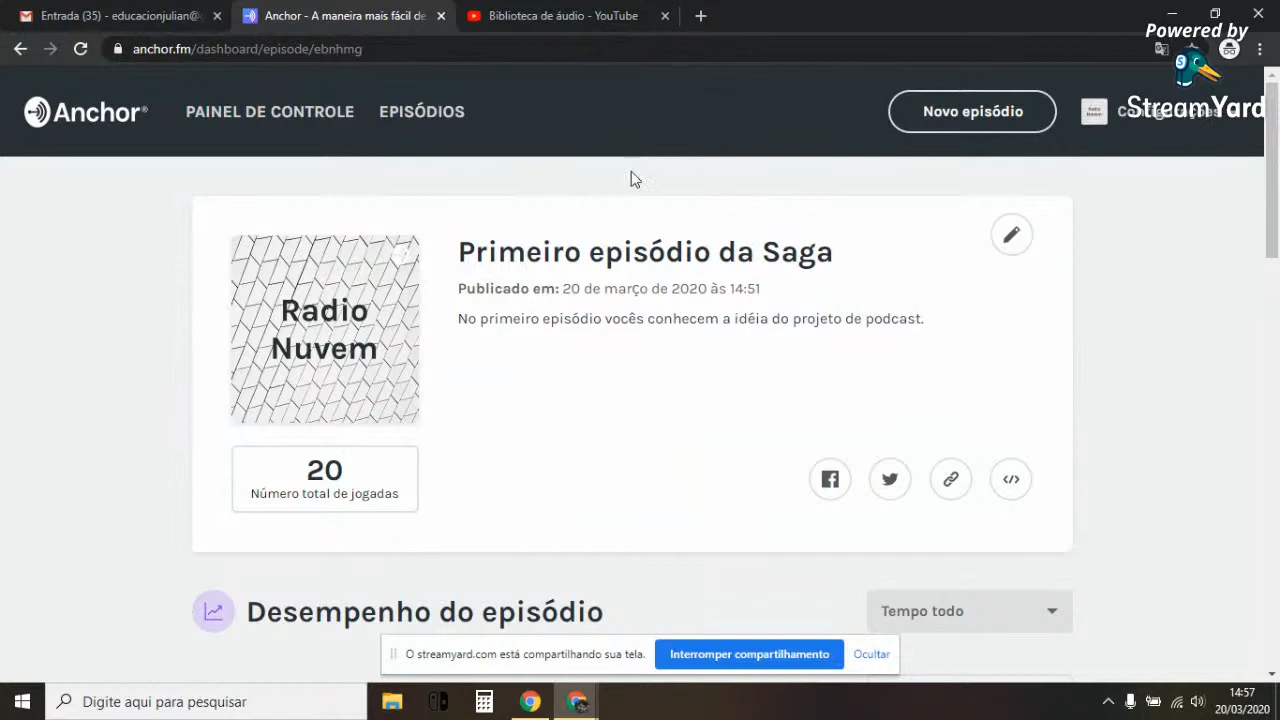 Entrada (35) - educacionjulian@
Anchor - A maneira mais fácil de
Biblioteca de áudio - YouTube
Powered by
anchor.fm/dashboard/episode/ebnhmg
StreamYard
Anchor®
PAINEL DE CONTROLE
EPISÓDIOS
Novo episódio
Radio Nuvem
Primeiro episódio da Saga
Publicado em: 20 de março de 2020 às 14:51
No primeiro episódio vocês conhecem a idéia do projeto de podcast.
Radio
Nuvem
20
Número total de jogadas
Desempenho do episódio
Tempo todo
O streamyard.com está compartilhando sua tela.
Interromper compartilhamento
Ocultar
Digite aqui para pesquisar
14:57
20/03/2020